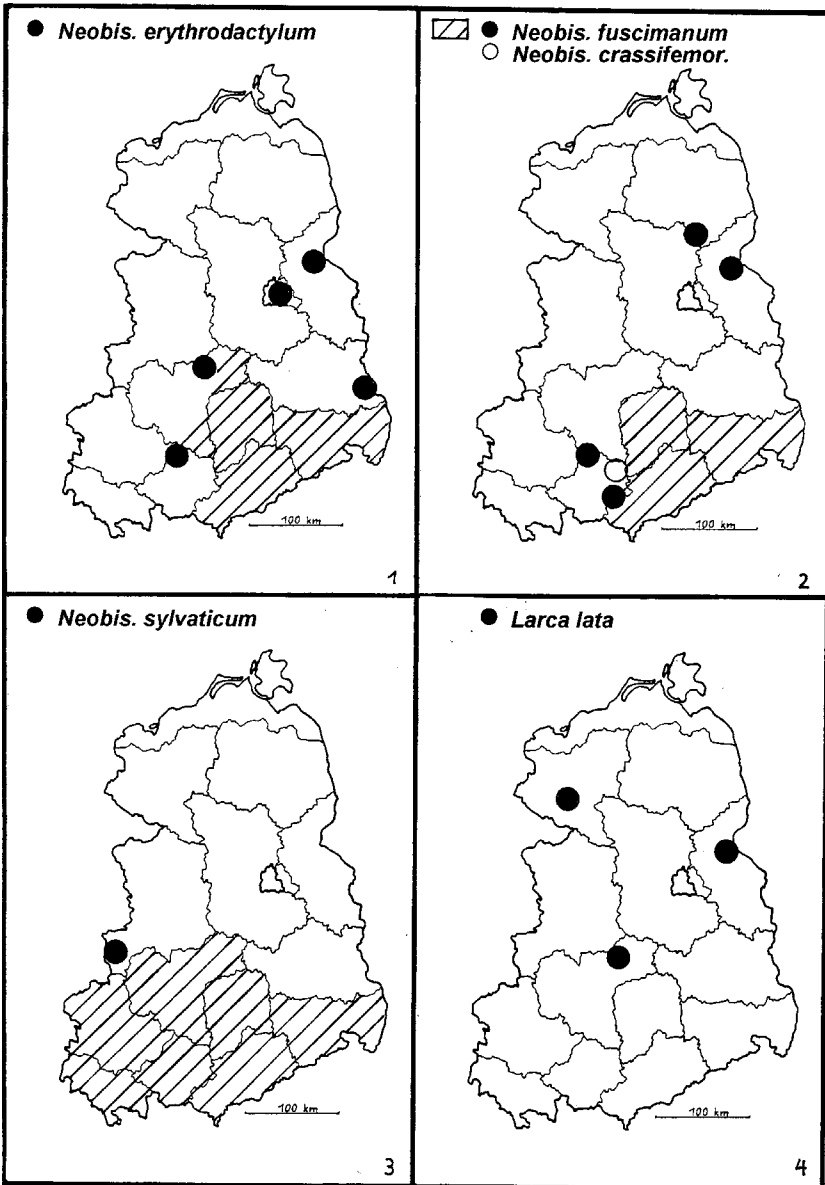 ● Neobis. erythrodactylum
100 km
1
● Neobis. fuscimanum
○ Neobis. crassifemor.
100 km
2
● Neobis. sylvaticum
100 km
3
● Larca lata
100 km
4